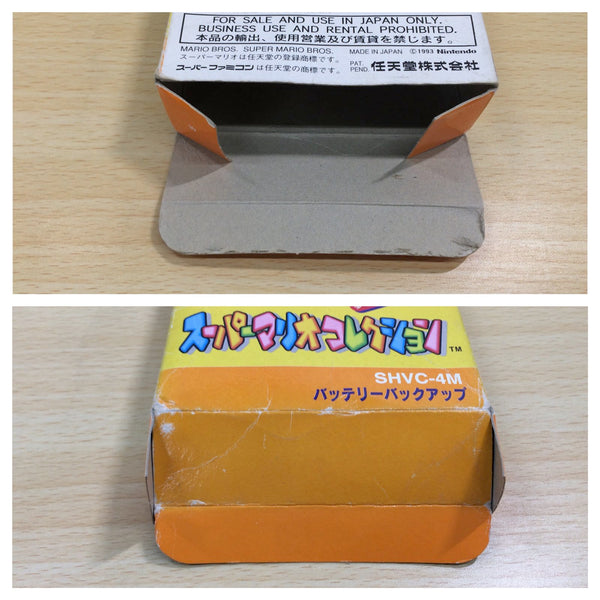 FOR SALE AND USE IN JAPAN ONLY.
BUSINESS USE AND RENTAL PROHIBITED.
本品の輸出、使用営業及び賃貸を禁じます。
MARIO BROS. SUPER MARIO BROS. MADE IN JAPAN ©1993 Nintendo
スーパーマリオは任天堂の登録商標です。
スーパーファミコンは任天堂の商標です。 PAT. PEND. 任天堂株式会社
スーパーマリオコレクション TM
SHVC-4M
バッテリーバックアップ